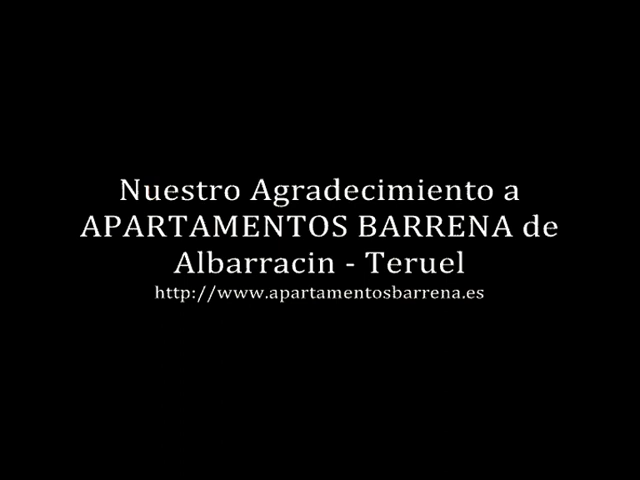 Nuestro Agradecimiento a
APARTAMENTOS BARRENA de
Albarracin - Teruel
http://www.apartamentosbarrena.es